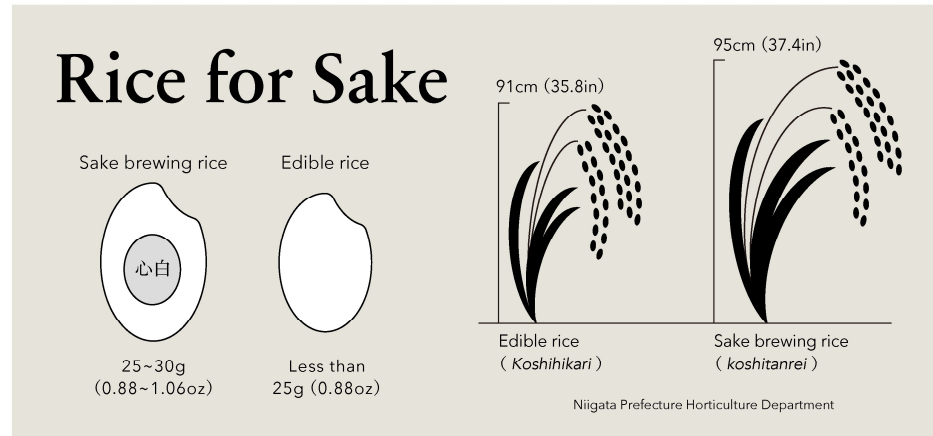 Rice for Sake
Sake brewing rice
心白
25~30g
(0.88~1.06oz)
Edible rice
Less than
25g (0.88oz)
91cm (35.8in)
Edible rice
( Koshihikari )
95cm (37.4in)
Sake brewing rice
( koshitanrei )
Niigata Prefecture Horticulture Department